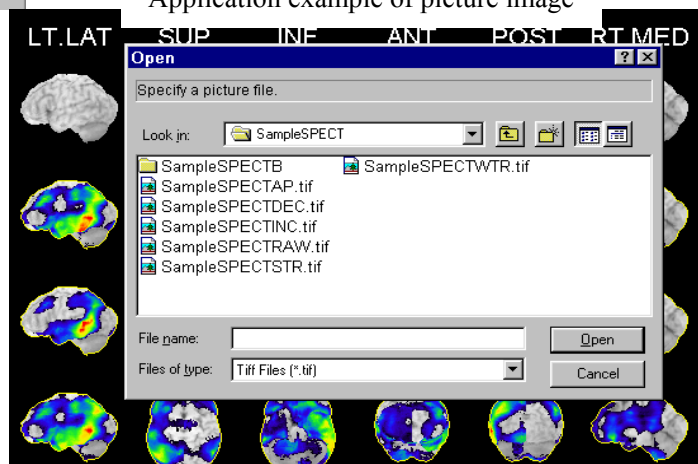 Application example of picture image
LT.LAT SUP INF ANT POST RT.MED
Open
Specify a picture file.
Look in: SampleSPECT
SampleSPECTB SampleSPECTWTR.tif
SampleSPECTAP.tif
SampleSPECTDEC.tif
SampleSPECTINC.tif
SampleSPECTRAW.tif
SampleSPECTSTR.tif
File name: Open
Files of type: Tiff Files (*.tif) Cancel